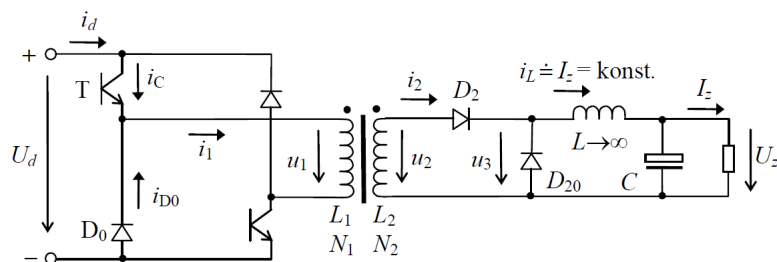 +
i_d
T
i_C
i_1
U_d
i_D0
D_0
−
u_1
L_1
N_1
L_2
N_2
i_2
D_2
u_2
u_3
D_20
i_L ≐ I_z = konst.
L→∞
C
I_z
U_z